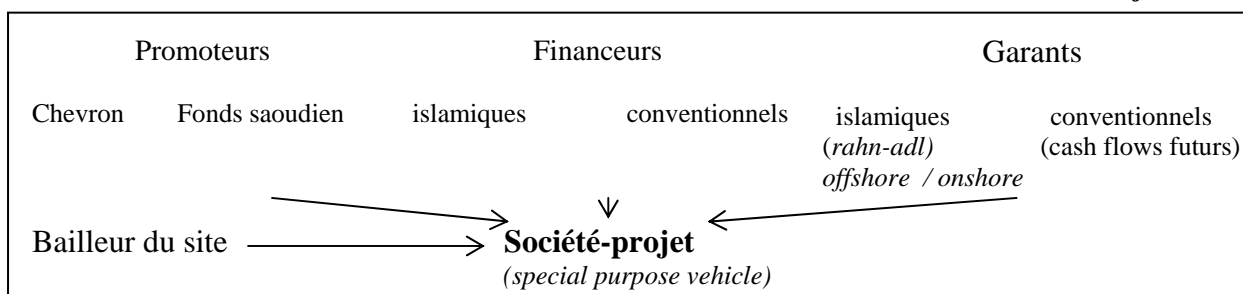 Promoteurs Financeurs Garants
Chevron Fonds saoudien islamiques conventionnels islamiques conventionnels
(rahn-adl) (cash flows futurs)
offshore / onshore
Bailleur du site Société-projet
(special purpose vehicle)